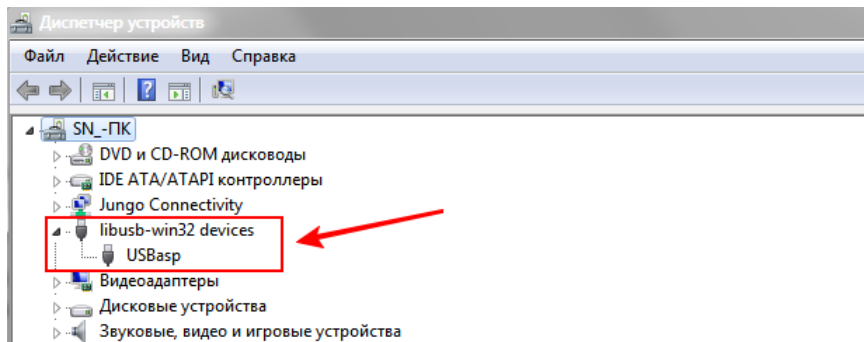 Диспетчер устройств
Файл Действие Вид Справка
SN_-ПК
DVD и CD-ROM дисководы
IDE ATA/ATAPI контроллеры
Jungo Connectivity
libusb-win32 devices
USBasp
Видеоадаптеры
Дисковые устройства
Звуковые, видео и игровые устройства